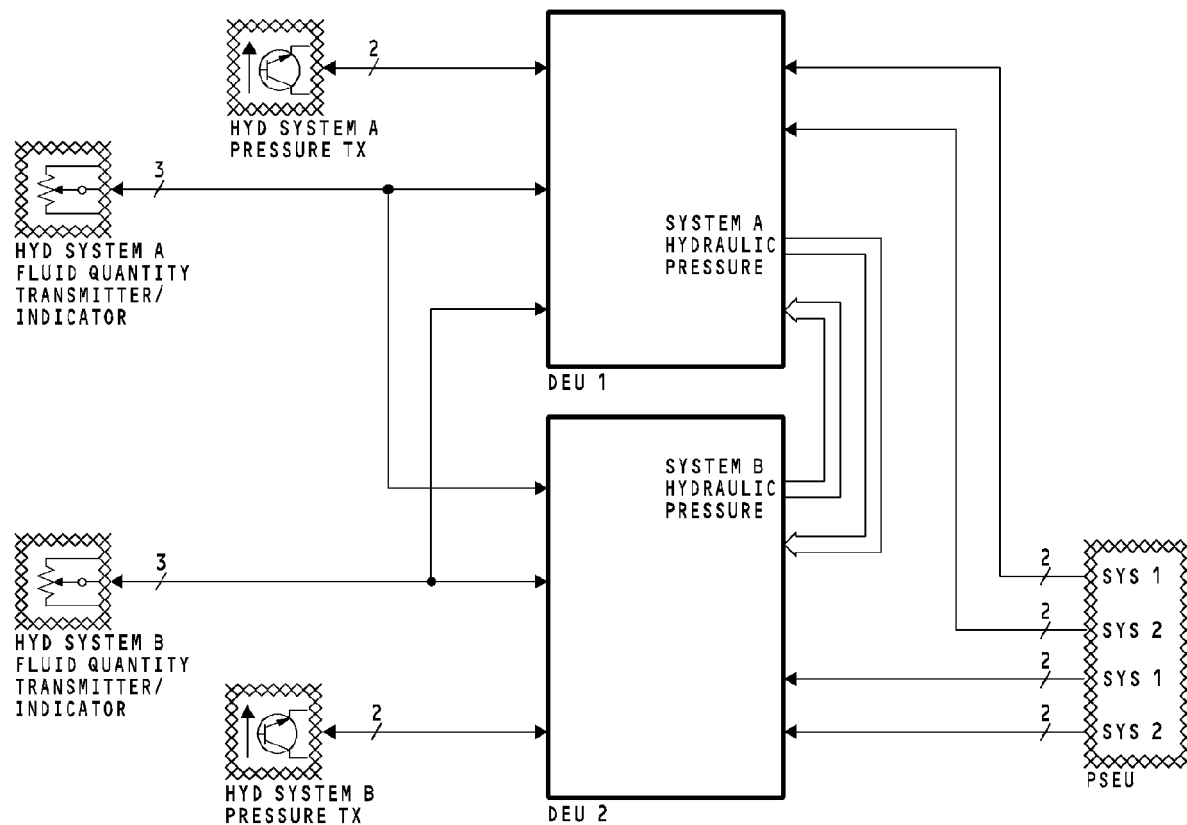 2
HYD SYSTEM A
PRESSURE TX
3
HYD SYSTEM A
FLUID QUANTITY
TRANSMITTER/
INDICATOR
SYSTEM A
HYDRAULIC
PRESSURE
DEU 1
SYSTEM B
HYDRAULIC
PRESSURE
3
HYD SYSTEM B
FLUID QUANTITY
TRANSMITTER/
INDICATOR
2
HYD SYSTEM B
PRESSURE TX
DEU 2
2
SYS 1
2
SYS 2
2
SYS 1
2
SYS 2
PSEU